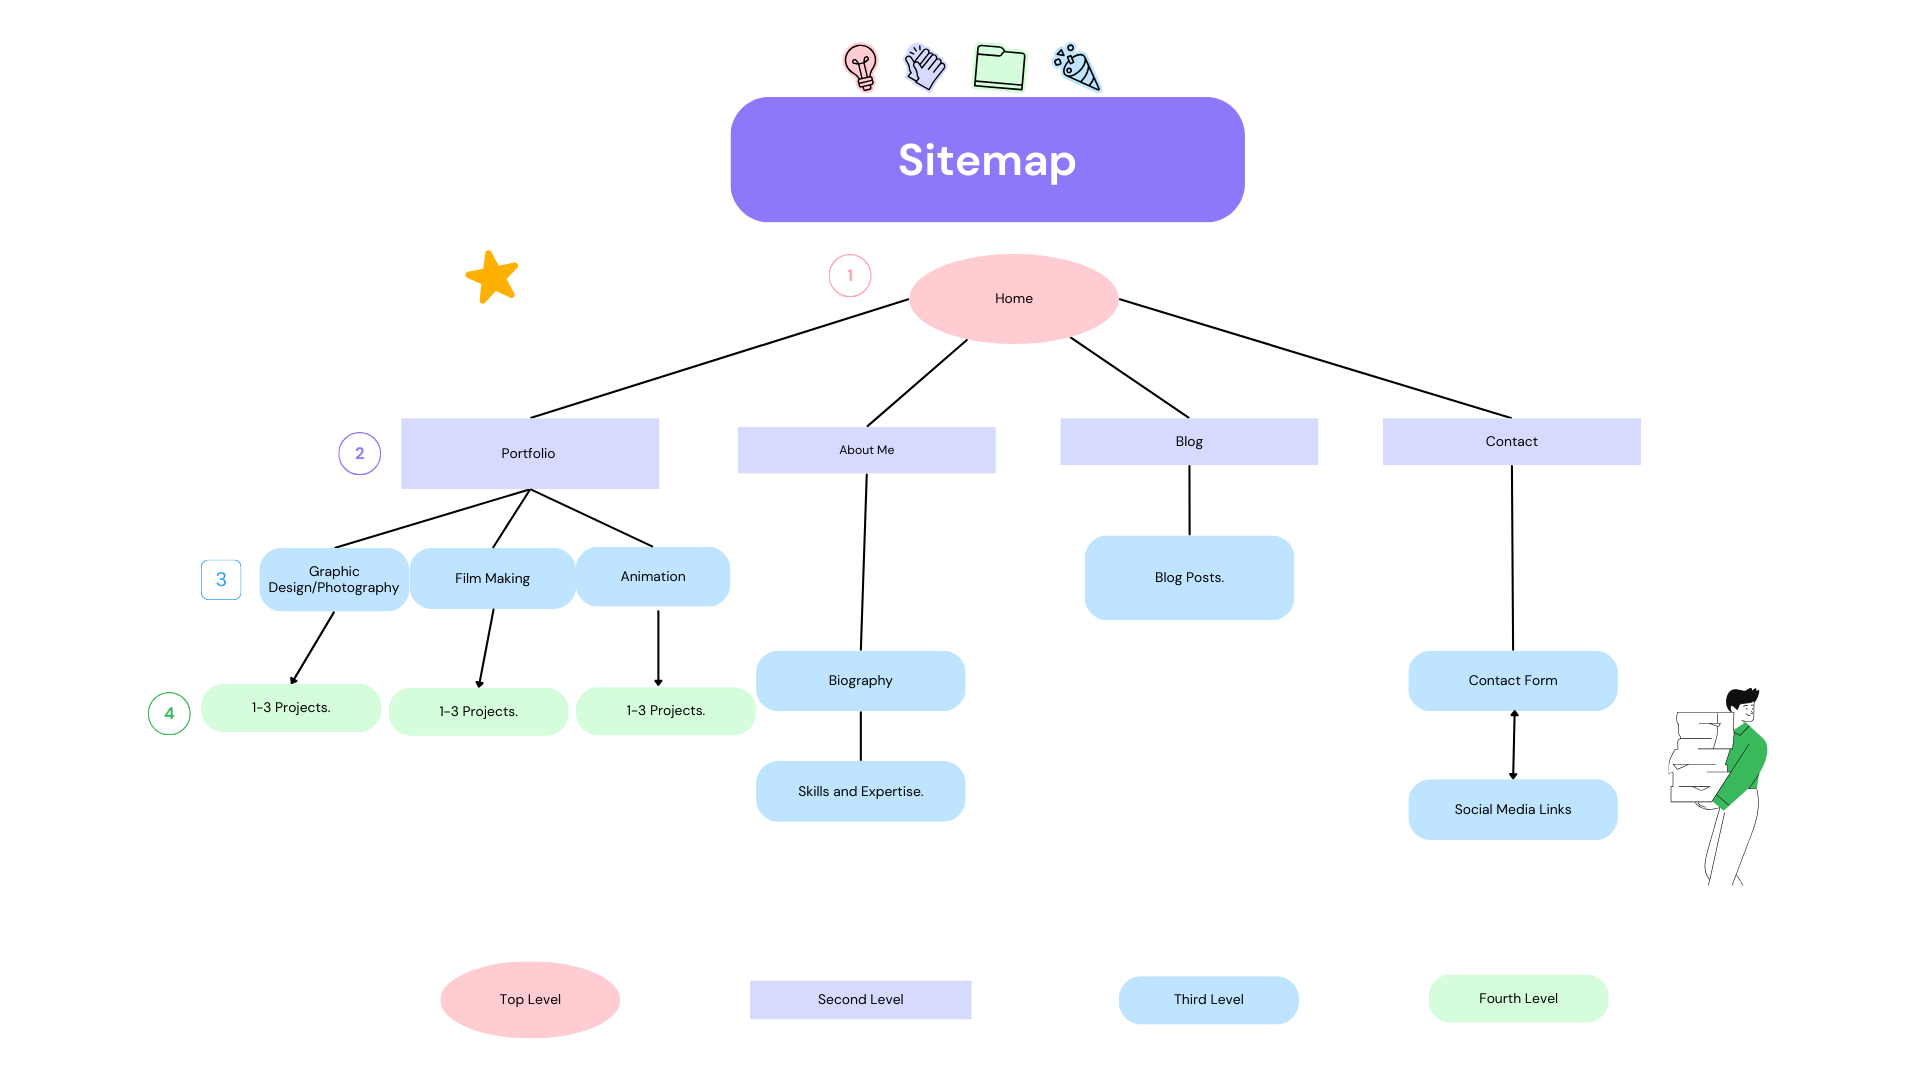 Sitemap
1
Home
2
Portfolio
About Me
Blog
Contact
3
Graphic
Design/Photography
Film Making
Animation
Blog Posts.
4
1-3 Projects.
1-3 Projects.
1-3 Projects.
Biography
Contact Form
Skills and Expertise.
Social Media Links
Top Level
Second Level
Third Level
Fourth Level